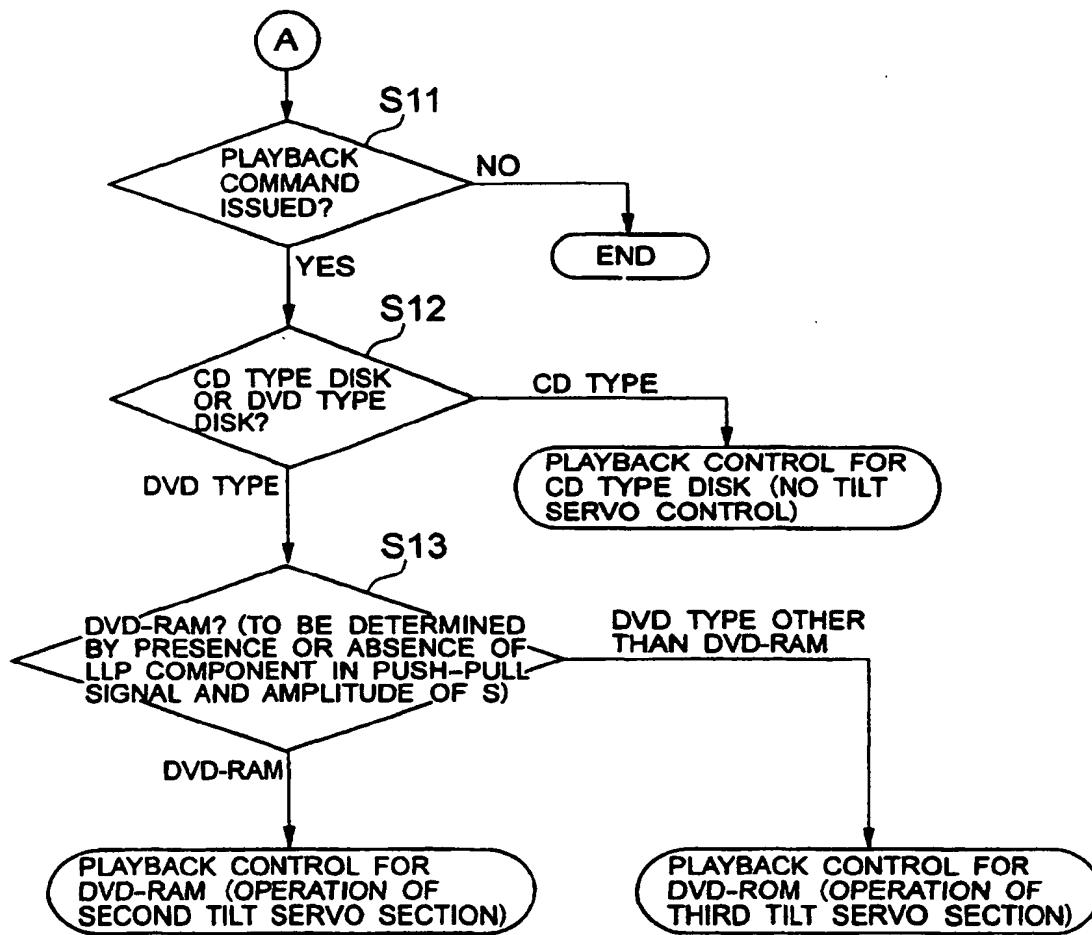 A
S11
PLAYBACK
COMMAND
ISSUED?
NO
END
YES
S12
CD TYPE DISK
OR DVD TYPE
DISK?
CD TYPE
PLAYBACK CONTROL FOR
CD TYPE DISK (NO TILT
SERVO CONTROL)
DVD TYPE
S13
DVD-RAM? (TO BE DETERMINED
BY PRESENCE OR ABSENCE OF
LLP COMPONENT IN PUSH-PULL
SIGNAL AND AMPLITUDE OF S)
DVD TYPE OTHER
THAN DVD-RAM
DVD-RAM
PLAYBACK CONTROL FOR
DVD-RAM (OPERATION OF
SECOND TILT SERVO SECTION)
PLAYBACK CONTROL FOR
DVD-ROM (OPERATION OF
THIRD TILT SERVO SECTION)